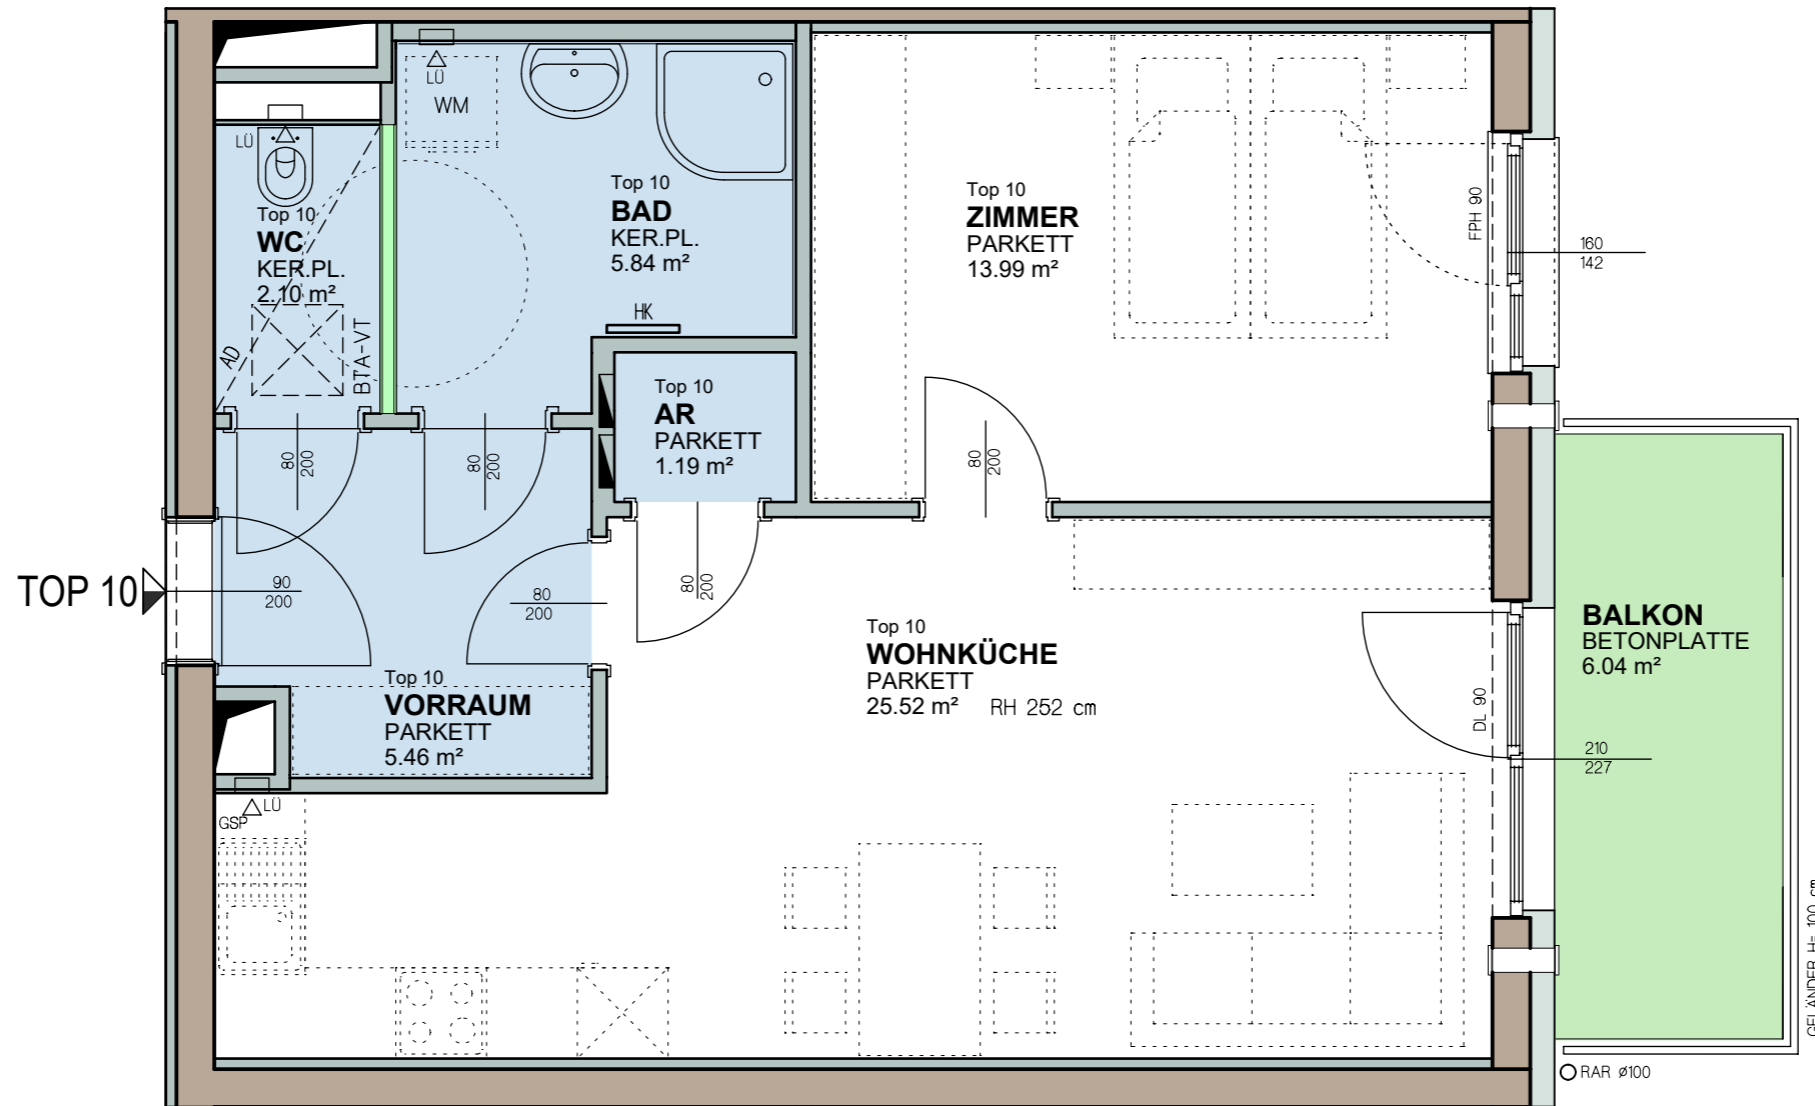 LÜ
WM
LÜ
Top 10
WC
KER.PL.
2.10 m²
AD
BTA-VT
Top 10
BAD
KER.PL.
5.84 m²
HK
Top 10
ZIMMER
PARKETT
13.99 m²
FPH 90
160
142
Top 10
AR
PARKETT
1.19 m²
80
200
80
200
80
200
80
200
TOP 10
90
200
80
200
Top 10
VORRAUM
PARKETT
5.46 m²
Top 10
WOHNKÜCHE
PARKETT
25.52 m² RH 252 cm
DL 90
210
227
BALKON
BETONPLATTE
6.04 m²
LÜ
GSP
GELÄNDER H= 100 cm
RAR ø100